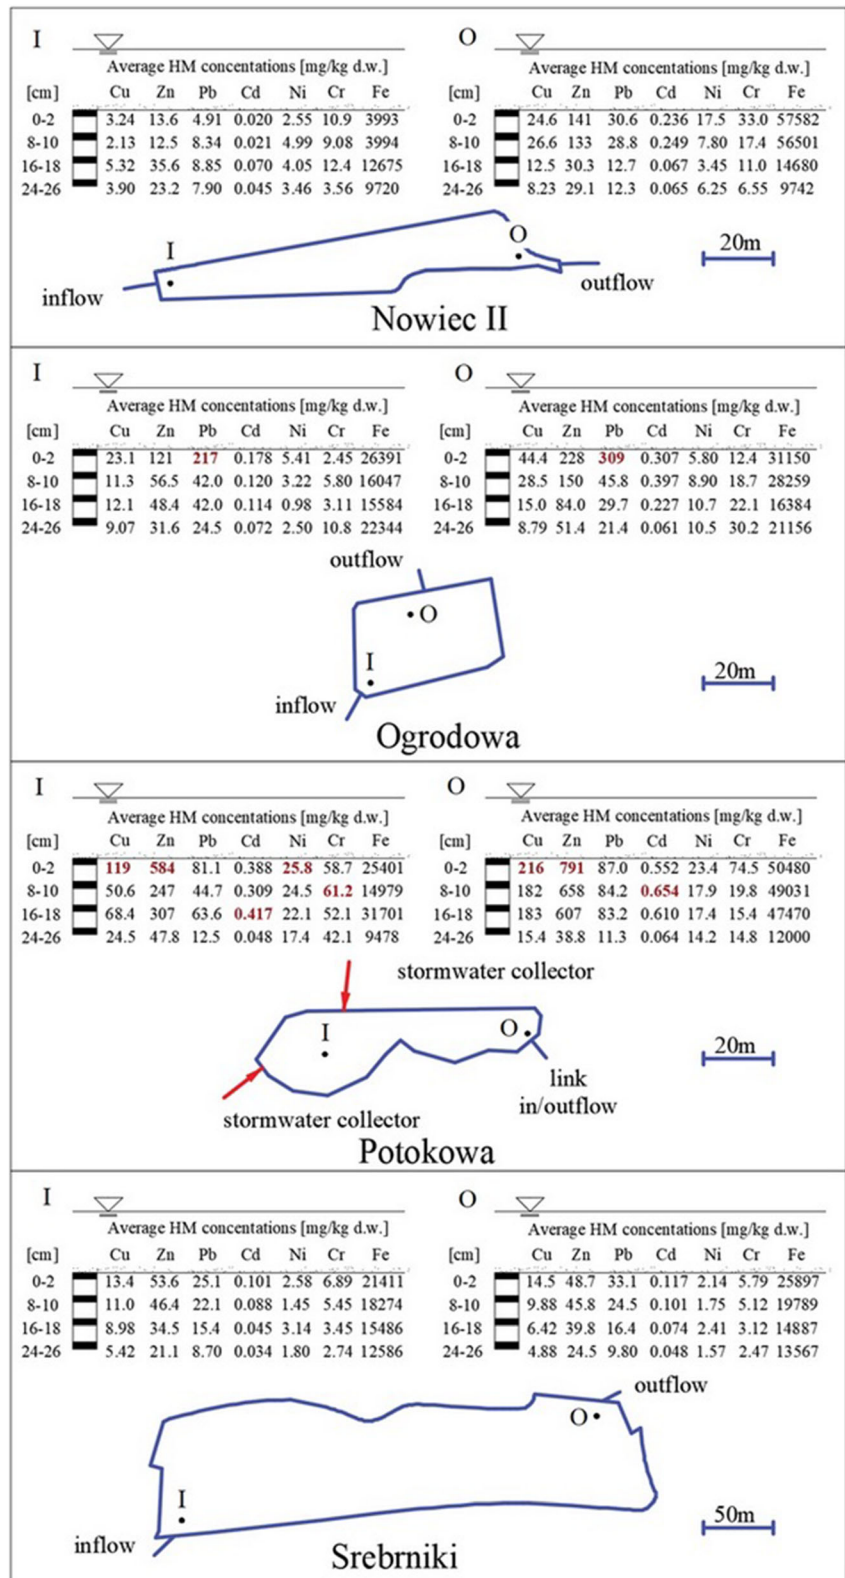 I O
Average HM concentations [mg/kg d.w.] Average HM concentations [mg/kg d.w.]
[cm] Cu Zn Pb Cd Ni Cr Fe [cm] Cu Zn Pb Cd Ni Cr Fe
0-2 3.24 13.6 4.91 0.020 2.55 10.9 3993 0-2 24.6 141 30.6 0.236 17.5 33.0 57582
8-10 2.13 12.5 8.34 0.021 4.99 9.08 3994 8-10 26.6 133 28.8 0.249 7.80 17.4 56501
16-18 5.32 35.6 8.85 0.070 4.05 12.4 12675 16-18 12.5 30.3 12.7 0.067 3.45 11.0 14680
24-26 3.90 23.2 7.90 0.045 3.46 3.56 9720 24-26 8.23 29.1 12.3 0.065 6.25 6.55 9742
I O 20m
inflow outflow
Nowiec II
I O
Average HM concentations [mg/kg d.w.] Average HM concentations [mg/kg d.w.]
[cm] Cu Zn Pb Cd Ni Cr Fe [cm] Cu Zn Pb Cd Ni Cr Fe
0-2 23.1 121 217 0.178 5.41 2.45 26391 0-2 44.4 228 309 0.307 5.80 12.4 31150
8-10 11.3 56.5 42.0 0.120 3.22 5.80 16047 8-10 28.5 150 45.8 0.397 8.90 18.7 28259
16-18 12.1 48.4 42.0 0.114 0.98 3.11 15584 16-18 15.0 84.0 29.7 0.227 10.7 22.1 16384
24-26 9.07 31.6 24.5 0.072 2.50 10.8 22344 24-26 8.79 51.4 21.4 0.061 10.5 30.2 21156
outflow
O
I 20m
inflow
Ogrodowa
I O
Average HM concentations [mg/kg d.w.] Average HM concentations [mg/kg d.w.]
[cm] Cu Zn Pb Cd Ni Cr Fe [cm] Cu Zn Pb Cd Ni Cr Fe
0-2 119 584 81.1 0.388 25.8 58.7 25401 0-2 216 791 87.0 0.552 23.4 74.5 50480
8-10 50.6 247 44.7 0.309 24.5 61.2 14979 8-10 182 658 84.2 0.654 17.9 19.8 49031
16-18 68.4 307 63.6 0.417 22.1 52.1 31701 16-18 183 607 83.2 0.610 17.4 15.4 47470
24-26 24.5 47.8 12.5 0.048 17.4 42.1 9478 24-26 15.4 38.8 11.3 0.064 14.2 14.8 12000
stormwater collector
I O 20m
link
in/outflow
stormwater collector
Potokowa
I O
Average HM concentations [mg/kg d.w.] Average HM concentations [mg/kg d.w.]
[cm] Cu Zn Pb Cd Ni Cr Fe [cm] Cu Zn Pb Cd Ni Cr Fe
0-2 13.4 53.6 25.1 0.101 2.58 6.89 21411 0-2 14.5 48.7 33.1 0.117 2.14 5.79 25897
8-10 11.0 46.4 22.1 0.088 1.45 5.45 18274 8-10 9.88 45.8 24.5 0.101 1.75 5.12 19789
16-18 8.98 34.5 15.4 0.045 3.14 3.45 15486 16-18 6.42 39.8 16.4 0.074 2.41 3.12 14887
24-26 5.42 21.1 8.70 0.034 1.80 2.74 12586 24-26 4.88 24.5 9.80 0.048 1.57 2.47 13567
outflow
O
I 50m
inflow
Srebrniki